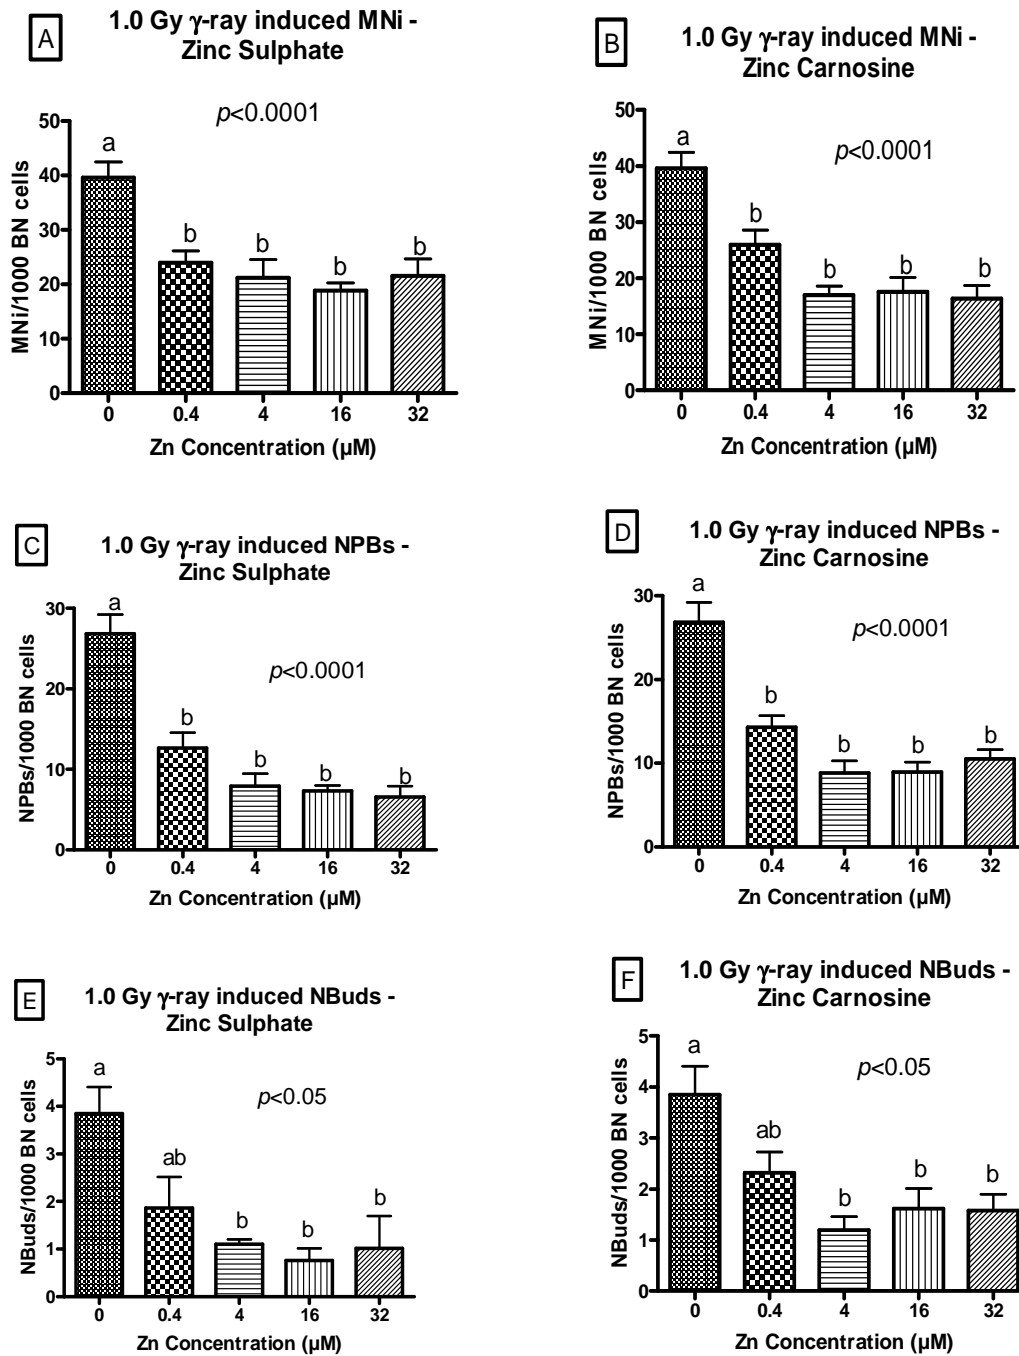 A
1.0 Gy γ-ray induced MNi -
Zinc Sulphate
p<0.0001
MNi/1000 BN cells
50
40
30
20
10
0
a
b
b
b
b
0 0.4 4 16 32
Zn Concentration (µM)
B
1.0 Gy γ-ray induced MNi -
Zinc Carnosine
p<0.0001
MNi/1000 BN cells
50
40
30
20
10
0
a
b
b
b
b
0 0.4 4 16 32
Zn Concentration (µM)
C
1.0 Gy γ-ray induced NPBs -
Zinc Sulphate
p<0.0001
NPBs/1000 BN cells
30
20
10
0
a
b
b
b
b
0 0.4 4 16 32
Zn Concentration (µM)
D
1.0 Gy γ-ray induced NPBs -
Zinc Carnosine
p<0.0001
NPBs/1000 BN cells
30
20
10
0
a
b
b
b
b
0 0.4 4 16 32
Zn Concentration (µM)
E
1.0 Gy γ-ray induced NBuds -
Zinc Sulphate
p<0.05
NBuds/1000 BN cells
5
4
3
2
1
0
a
ab
b
b
b
0 0.4 4 16 32
Zn Concentration (µM)
F
1.0 Gy γ-ray induced NBuds -
Zinc Carnosine
p<0.05
NBuds/1000 BN cells
5
4
3
2
1
0
a
ab
b
b
b
0 0.4 4 16 32
Zn Concentration (µM)